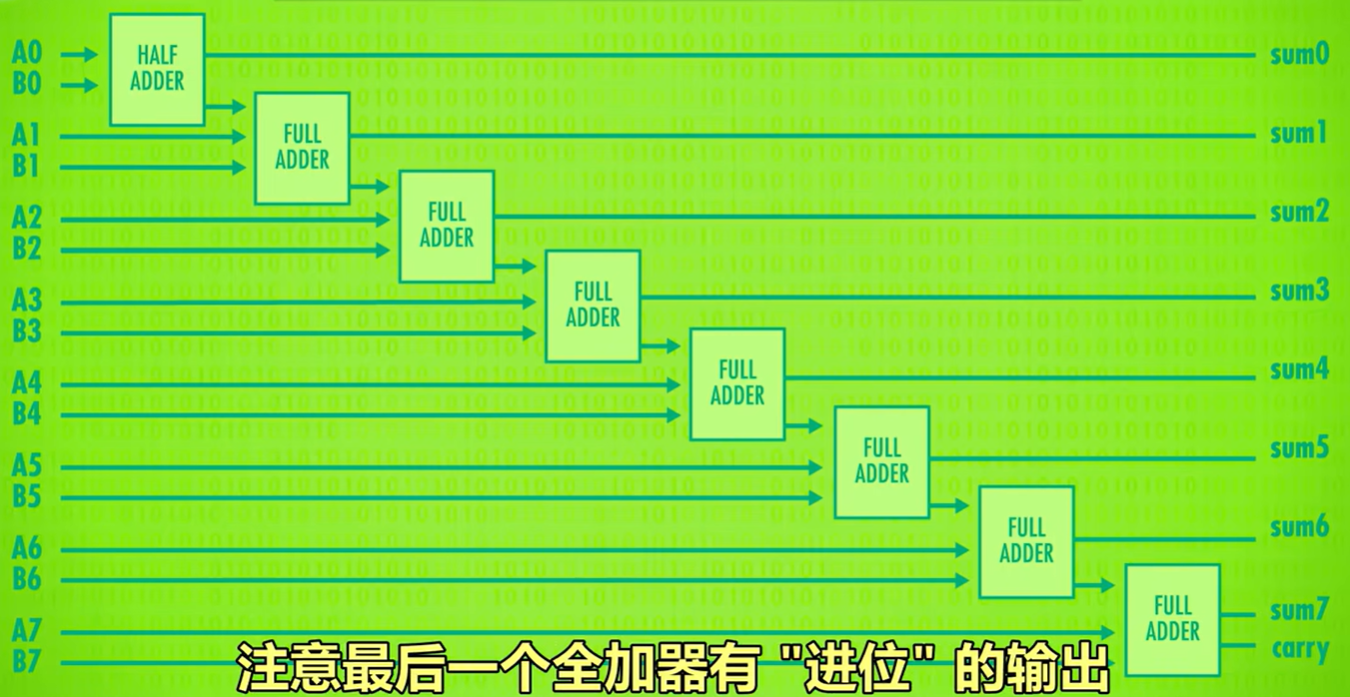 A0
B0
HALF
ADDER
sum0
A1
B1
FULL
ADDER
sum1
A2
B2
FULL
ADDER
sum2
A3
B3
FULL
ADDER
sum3
A4
B4
FULL
ADDER
sum4
A5
B5
FULL
ADDER
sum5
A6
B6
FULL
ADDER
sum6
A7
B7
FULL
ADDER
sum7
carry
注意最后一个全加器有 "进位" 的输出